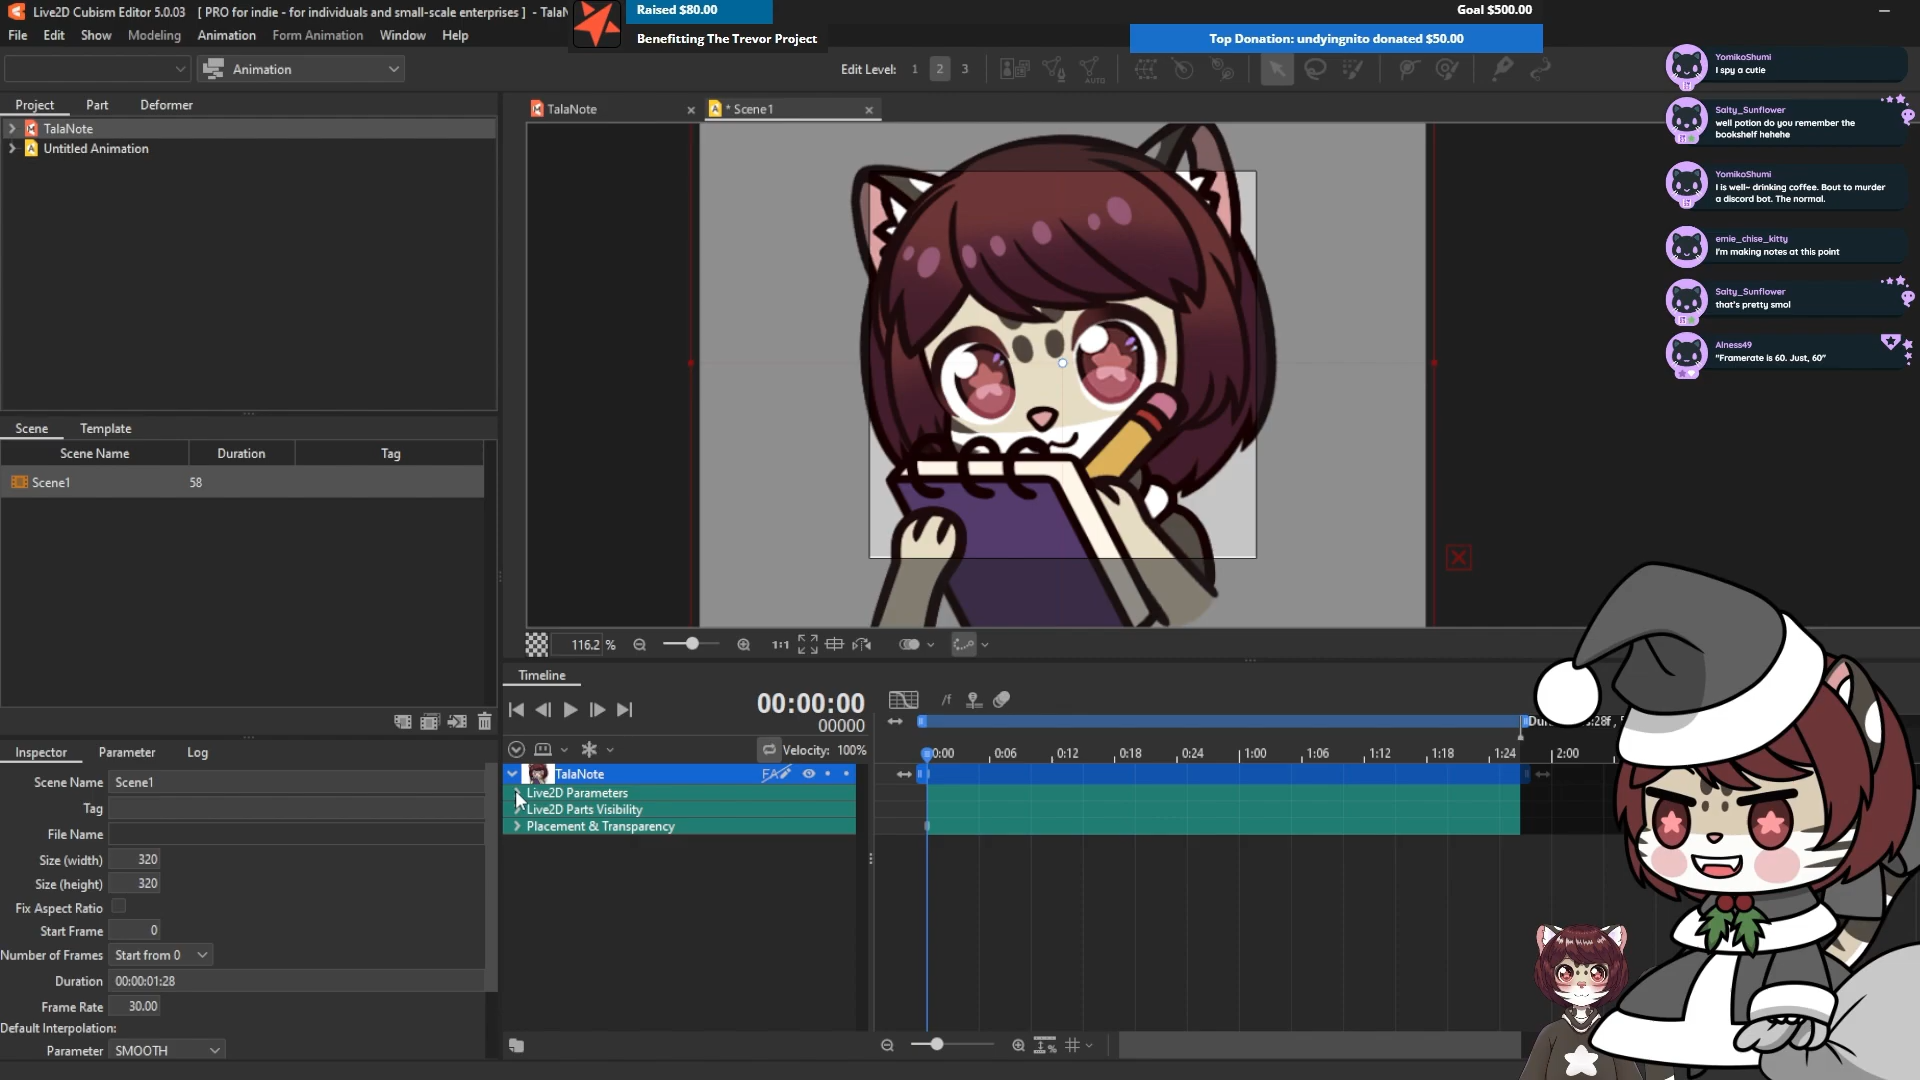 Live2D Cubism Editor 5.0.03 [ PRO for indie - for individuals and small-scale enterprises ] - TalaN
Raised $80.00
Goal $500.00
Benefitting The Trevor Project
Top Donation: undyingnito donated $50.00
File Edit Show Modeling Animation Form Animation Window Help
Animation
Edit Level: 1 2 3
AUTO
Project Part Deformer
TalaNote
* Scene1
TalaNote
Untitled Animation
YomikoShumi
I spy a cutie
Salty_Sunflower
well potion do you remember the
bookshelf hehehe
YomikoShumi
I is well~ drinking coffee. Bout to murder
a discord bot. The normal.
emie_chise_kitty
I'm making notes at this point
Salty_Sunflower
that's pretty smol
Alness49
"Framerate is 60. Just, 60"
Scene Template
Scene Name Duration Tag
Scene1 58
116.2 %
1:1
Timeline
00:00:00
00000
/f
Velocity: 100%
0:00 0:06 0:12 0:18 0:24 1:00 1:06 1:12 1:18 1:24 2:00
TalaNote
FA
Live2D Parameters
Live2D Parts Visibility
Placement & Transparency
Inspector Parameter Log
Scene Name Scene1
Tag
File Name
Size (width) 320
Size (height) 320
Fix Aspect Ratio
Start Frame 0
Number of Frames Start from 0
Duration 00:00:01:28
Frame Rate 30.00
Default Interpolation:
Parameter SMOOTH